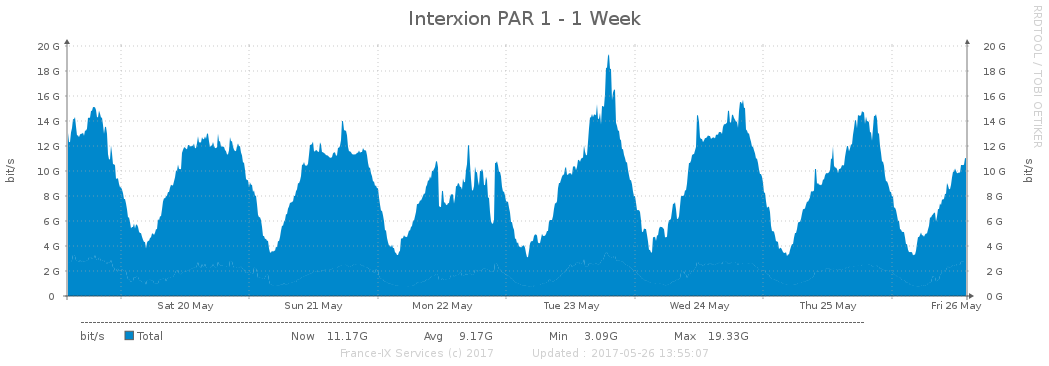 Interxion PAR 1 - 1 Week
RRDTOOL / TOBI OETIKER
20 G 20 G
18 G 18 G
16 G 16 G
14 G 14 G
12 G 12 G
10 G 10 G
8 G 8 G
6 G 6 G
4 G 4 G
2 G 2 G
0 0 G
bit/s
bit/s
Sat 20 May Sun 21 May Mon 22 May Tue 23 May Wed 24 May Thu 25 May Fri 26 May
bit/s Total Now 11.17G Avg 9.17G Min 3.09G Max 19.33G
France-IX Services (c) 2017 Updated : 2017-05-26 13:55:07